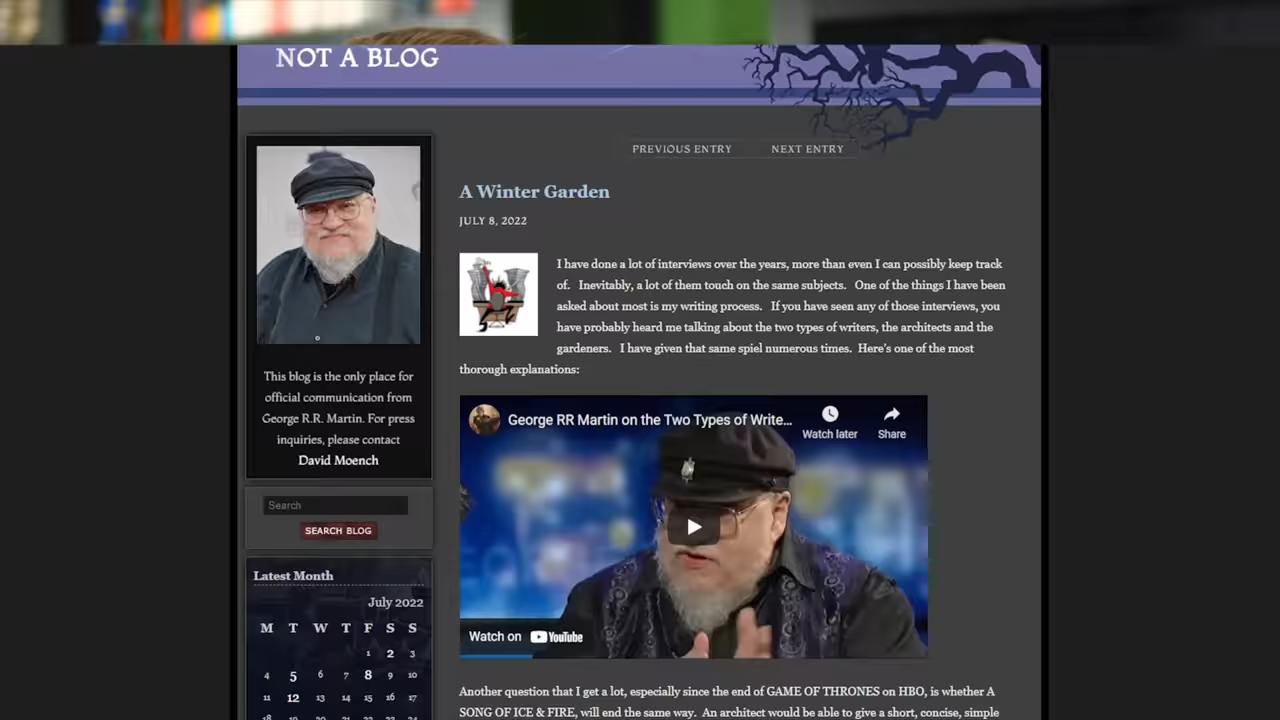 NOT A BLOG
PREVIOUS ENTRY NEXT ENTRY
A Winter Garden
JULY 8, 2022
I have done a lot of interviews over the years, more than even I can possibly keep track
of. Inevitably, a lot of them touch on the same subjects. One of the things I have been
asked about most is my writing process. If you have seen any of those interviews, you
have probably heard me talking about the two types of writers, the architects and the
gardeners. I have given that same spiel numerous times. Here's one of the most
thorough explanations:
This blog is the only place for
official communication from
George R.R. Martin. For press
inquiries, please contact
David Moench
Search
SEARCH BLOG
Latest Month
July 2022
M T W T F S S
1 2 3
4 5 6 7 8 9 10
11 12 13 14 15 16 17
George RR Martin on the Two Types of Write...
Watch later
Share
Watch on YouTube
Another question that I get a lot, especially since the end of GAME OF THRONES on HBO, is whether A
SONG OF ICE & FIRE, will end the same way. An architect would be able to give a short, concise, simple